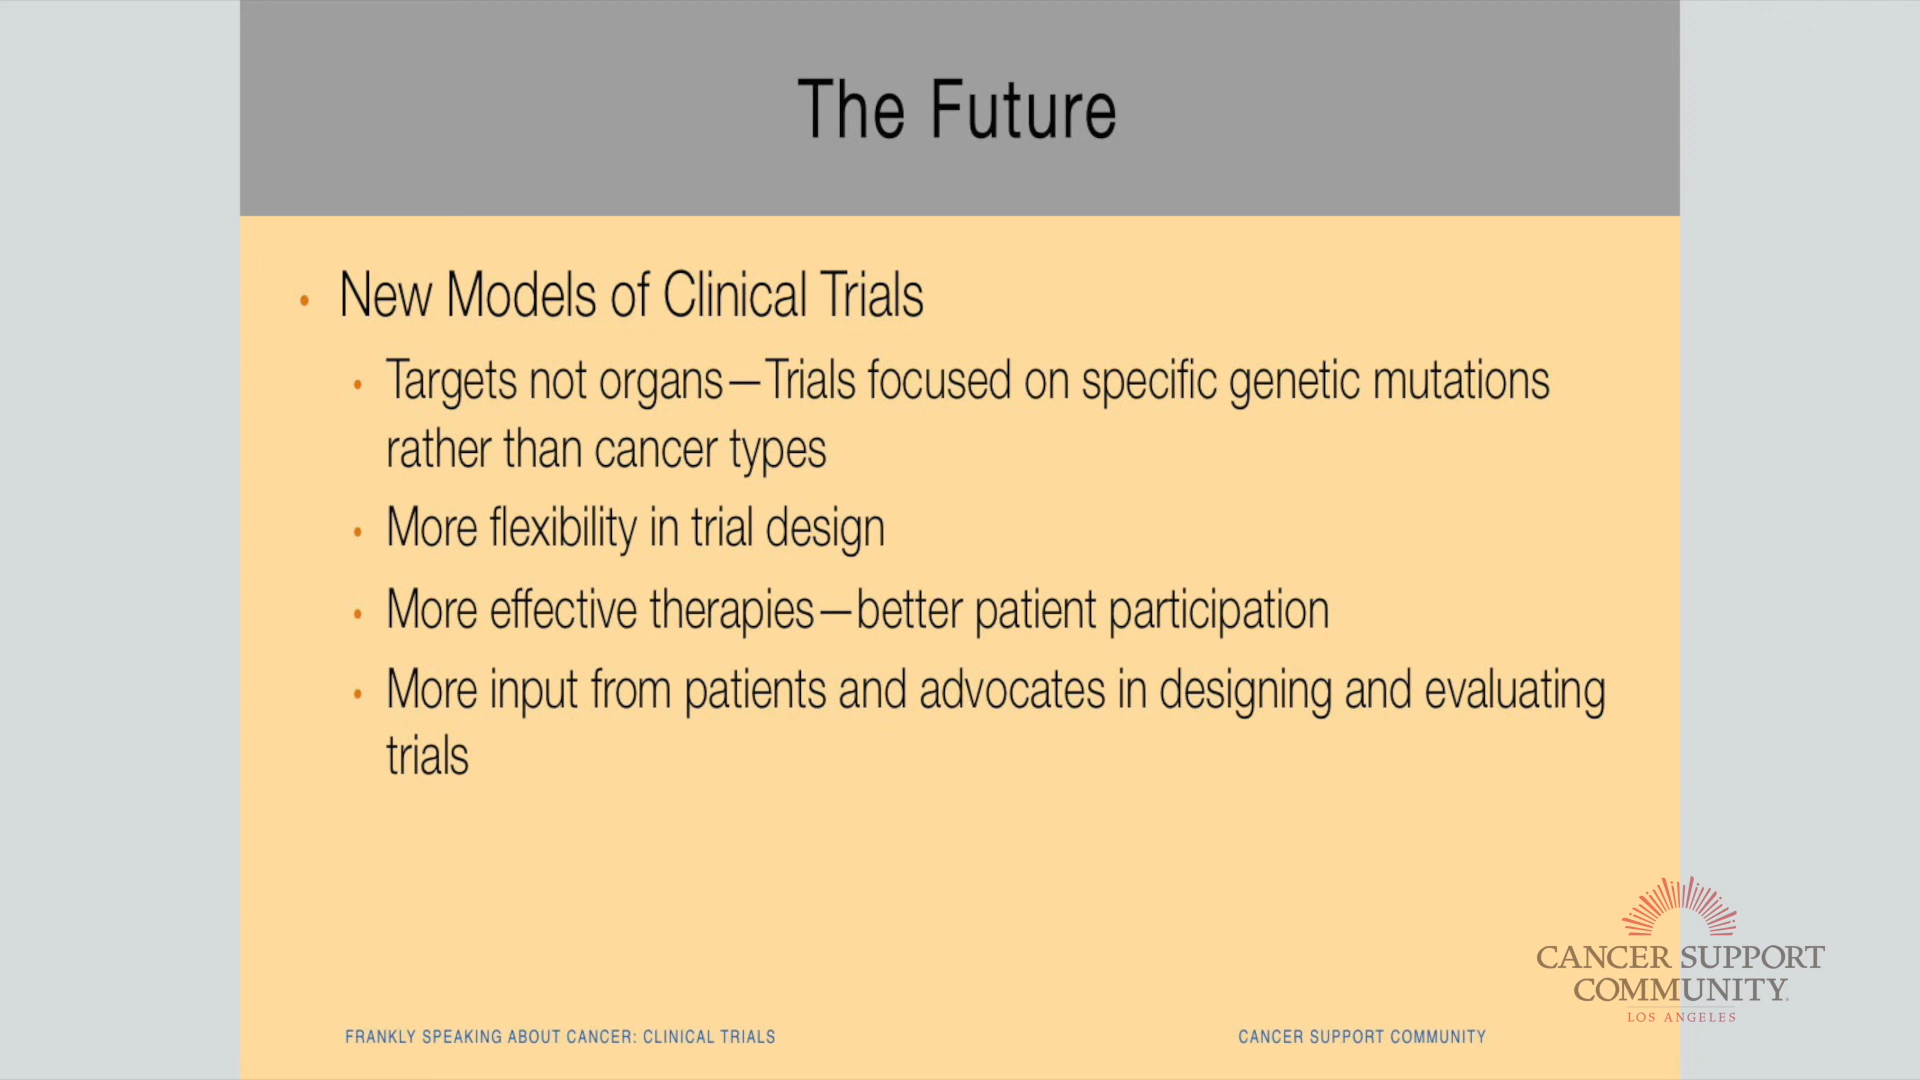 The Future
• New Models of Clinical Trials
• Targets not organs—Trials focused on specific genetic mutations
rather than cancer types
• More flexibility in trial design
• More effective therapies—better patient participation
• More input from patients and advocates in designing and evaluating
trials
CANCER SUPPORT
COMMUNITY
LOS ANGELES
FRANKLY SPEAKING ABOUT CANCER: CLINICAL TRIALS
CANCER SUPPORT COMMUNITY